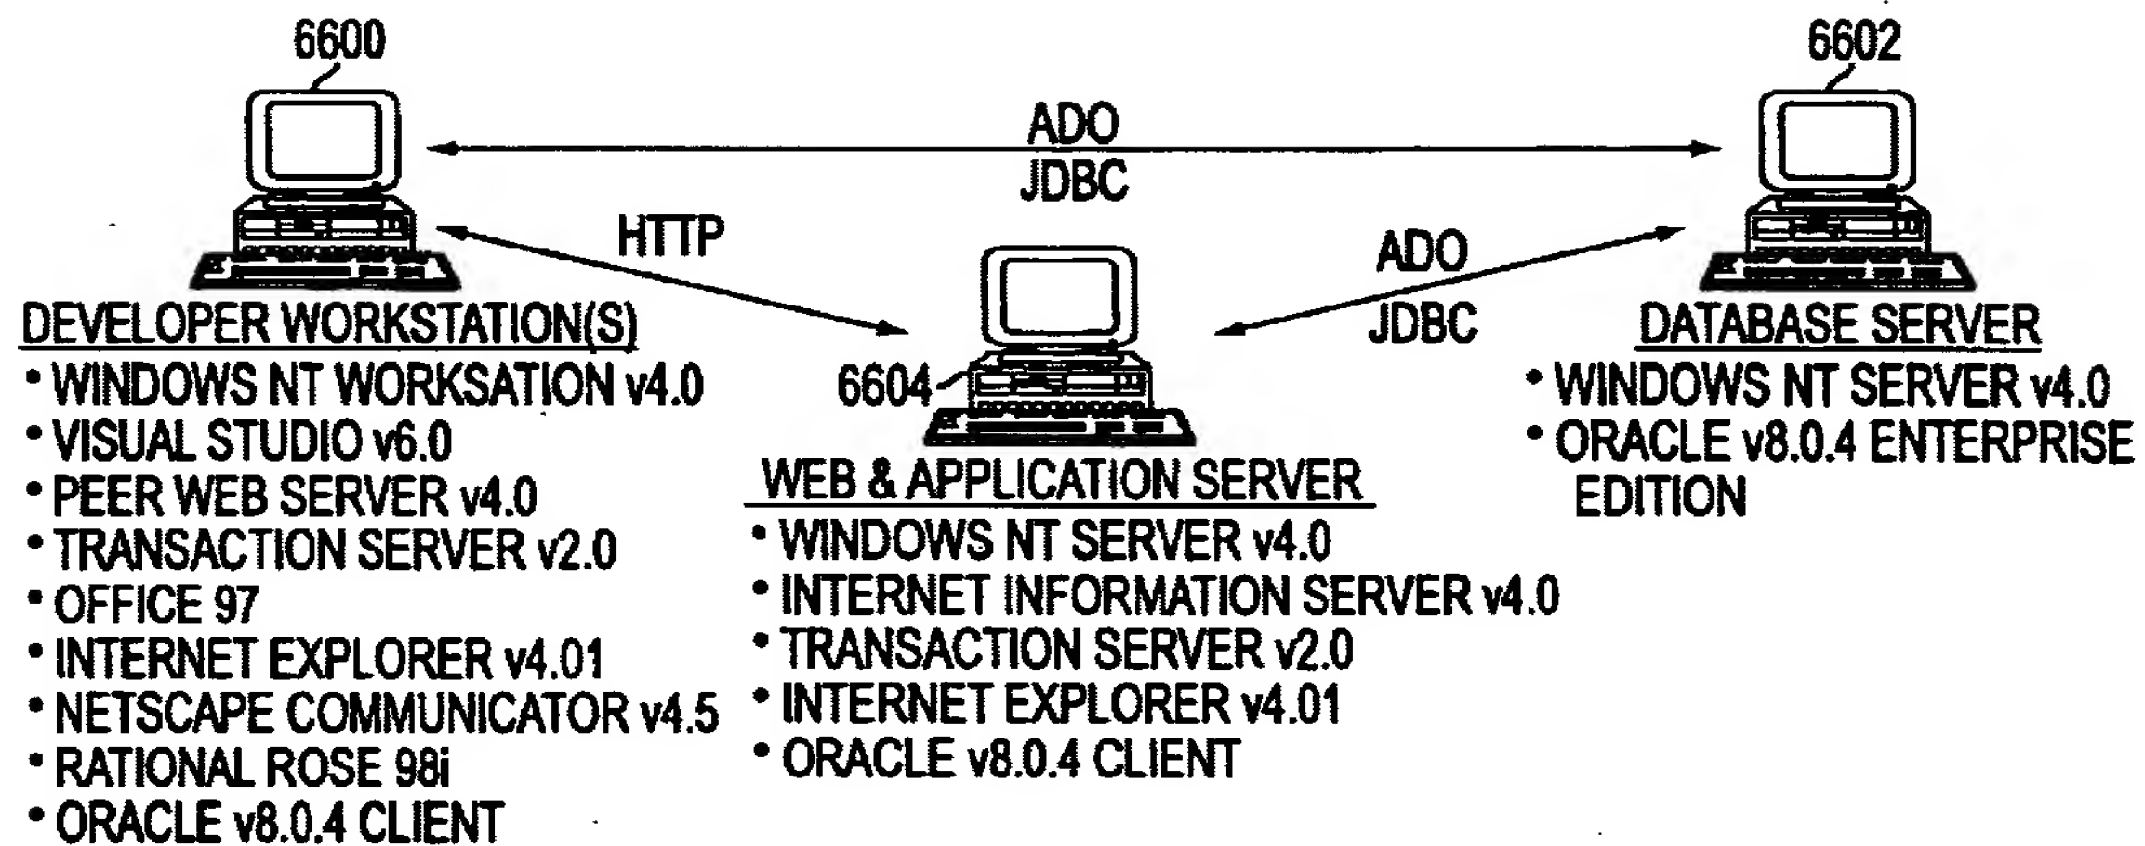 6600
6602
ADO
JDBC
HTTP
ADO
JDBC
6604
DEVELOPER WORKSTATION(S)
• WINDOWS NT WORKSATION v4.0
• VISUAL STUDIO v6.0
• PEER WEB SERVER v4.0
• TRANSACTION SERVER v2.0
• OFFICE 97
• INTERNET EXPLORER v4.01
• NETSCAPE COMMUNICATOR v4.5
• RATIONAL ROSE 98i
• ORACLE v8.0.4 CLIENT
WEB & APPLICATION SERVER
• WINDOWS NT SERVER v4.0
• INTERNET INFORMATION SERVER v4.0
• TRANSACTION SERVER v2.0
• INTERNET EXPLORER v4.01
• ORACLE v8.0.4 CLIENT
DATABASE SERVER
• WINDOWS NT SERVER v4.0
• ORACLE v8.0.4 ENTERPRISE
EDITION